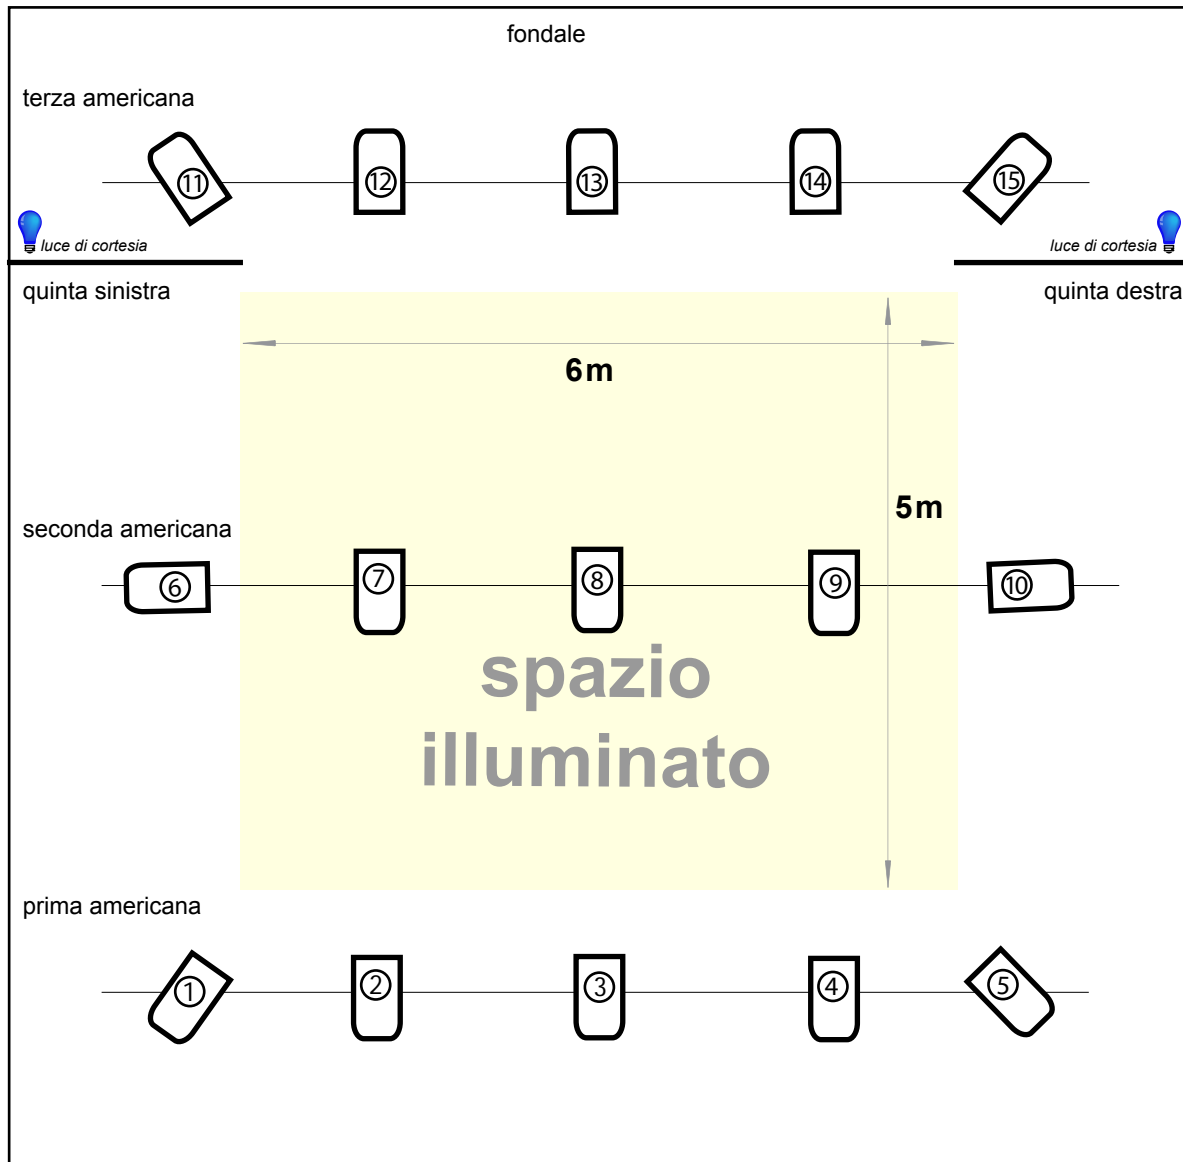 fondale
terza americana
11 12 13 14 15
luce di cortesia luce di cortesia
quinta sinistra quinta destra
6m
5m
seconda americana
6 7 8 9 10
spazio
illuminato
prima americana
1 2 3 4 5